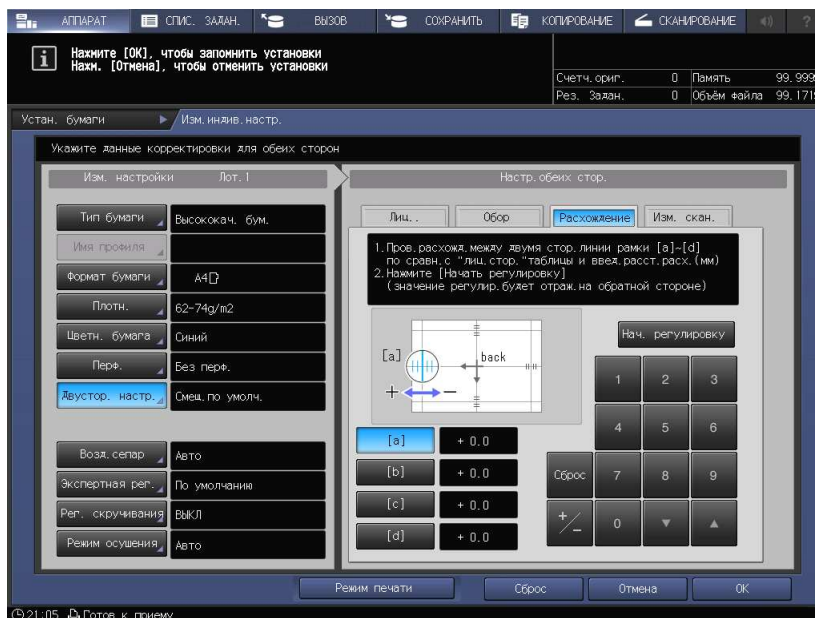 АППАРАТ
СПИС. ЗАДАН.
ВЫЗОВ
СОХРАНИТЬ
КОПИРОВАНИЕ
СКАНИРОВАНИЕ
?
Нажмите [OK], чтобы запомнить установки
Нажм. [Отмена], чтобы отменить установки
Счетч.ориг. 0 Память 99.999
Рез. Задан. 0 Объём файла 99.171
Устан. бумаги
Изм.индив.настр.
Укажите данные корректировки для обеих сторон
Изм. настройки Лот.1
Настр.обеих стор.
Тип бумаги Высококач. бум.
Имя профиля
Формат бумаги A4
Плотн. 62-74g/m2
Цветн. бумага Синий
Перф. Без перф.
Двустор. настр. Смещ.по умолч.
Возд.сепар Авто
Экспертная рег. По умолчанию
Рег. скручивания ВЫКЛ
Режим осушения Авто
Лиц..
Обор
Расхождение
Изм. скан.
1.Пров.расхожд.между двумя стор.линии рамки [a]~[d]
по сравн.с "лиц.стор."таблицы и введ.расст.расх.(мм)
2.Нажмите [Начать регулировку]
(значение регулир.будет отраж.на обратной стороне)
[a]
back
+ -
Нач. регулировку
[a] + 0.0
[b] + 0.0
[c] + 0.0
[d] + 0.0
1 2 3
4 5 6
Сброс 7 8 9
+/- 0 ▼ ▲
Режим печати
Сброс
Отмена
OK
21:05 Готов к приему